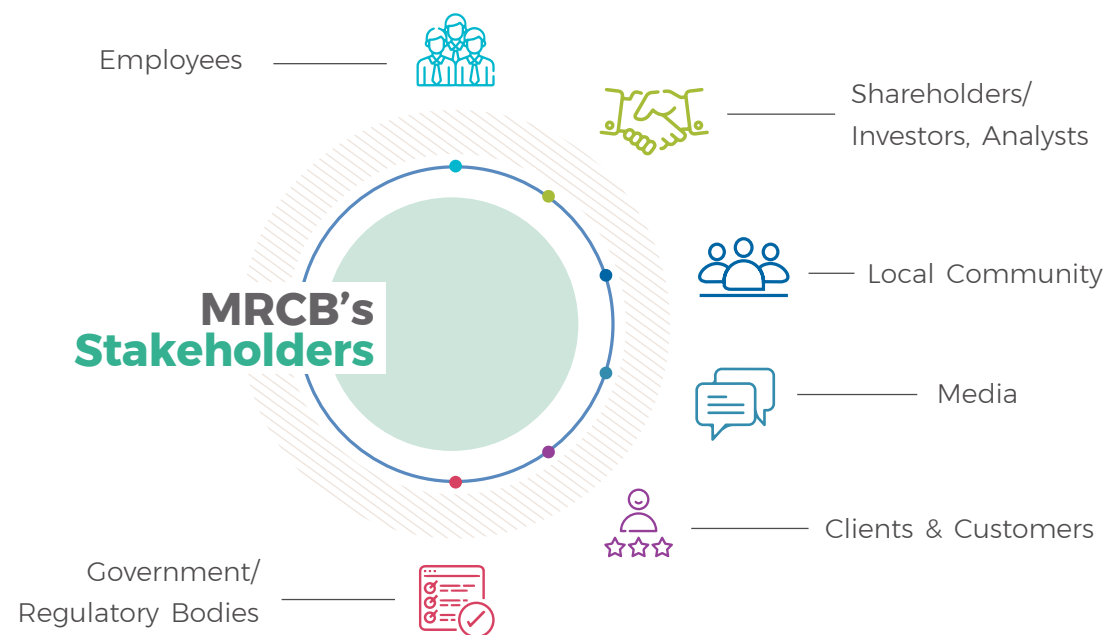 Employees
Shareholders/
Investors, Analysts
Local Community
MRCB's
Stakeholders
Media
Clients & Customers
Government/
Regulatory Bodies